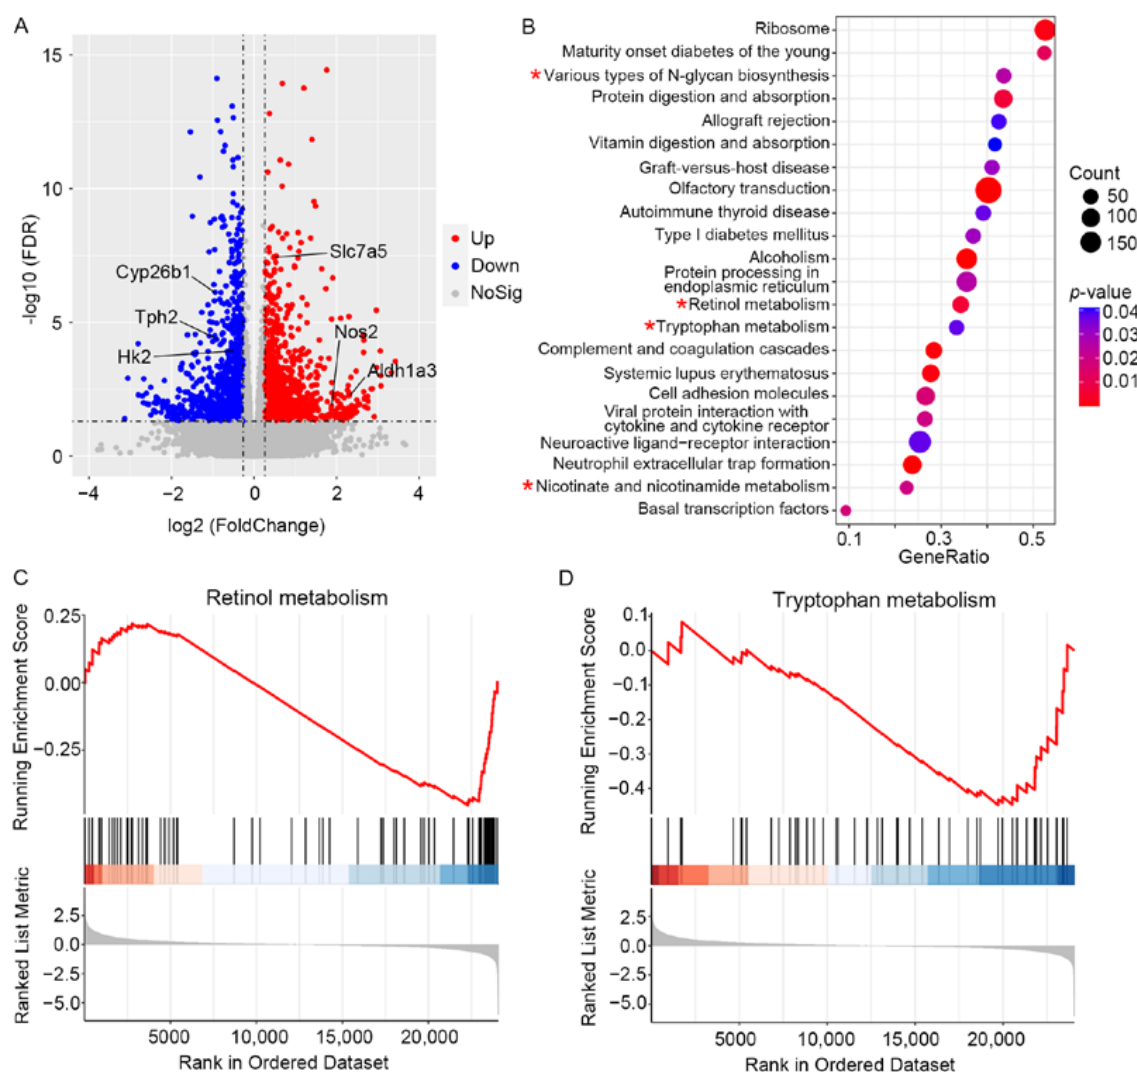 A
15
10
5
0
-log10 (FDR)
Cyp26b1
Tph2
Hk2
Slc7a5
Nos2
Aldh1a3
−4
−2
0
2
4
log2 (FoldChange)
Up
Down
NoSig
B
Ribosome
Maturity onset diabetes of the young
*Various types of N-glycan biosynthesis
Protein digestion and absorption
Allograft rejection
Vitamin digestion and absorption
Graft-versus-host disease
Olfactory transduction
Autoimmune thyroid disease
Type I diabetes mellitus
Alcoholism
Protein processing in
endoplasmic reticulum
*Retinol metabolism
*Tryptophan metabolism
Complement and coagulation cascades
Systemic lupus erythematosus
Cell adhesion molecules
Viral protein interaction with
cytokine and cytokine receptor
Neuroactive ligand−receptor interaction
Neutrophil extracellular trap formation
*Nicotinate and nicotinamide metabolism
Basal transcription factors
0.1
0.3
0.5
GeneRatio
Count
50
100
150
p-value
0.04
0.03
0.02
0.01
C
Retinol metabolism
Running Enrichment Score
0.25
0.00
−0.25
Ranked List Metric
2.5
0.0
−2.5
−5.0
5000
10,000
15,000
20,000
Rank in Ordered Dataset
D
Tryptophan metabolism
Running Enrichment Score
0.1
0.0
−0.1
−0.2
−0.3
−0.4
Ranked List Metric
2.5
0.0
−2.5
−5.0
5000
10,000
15,000
20,000
Rank in Ordered Dataset